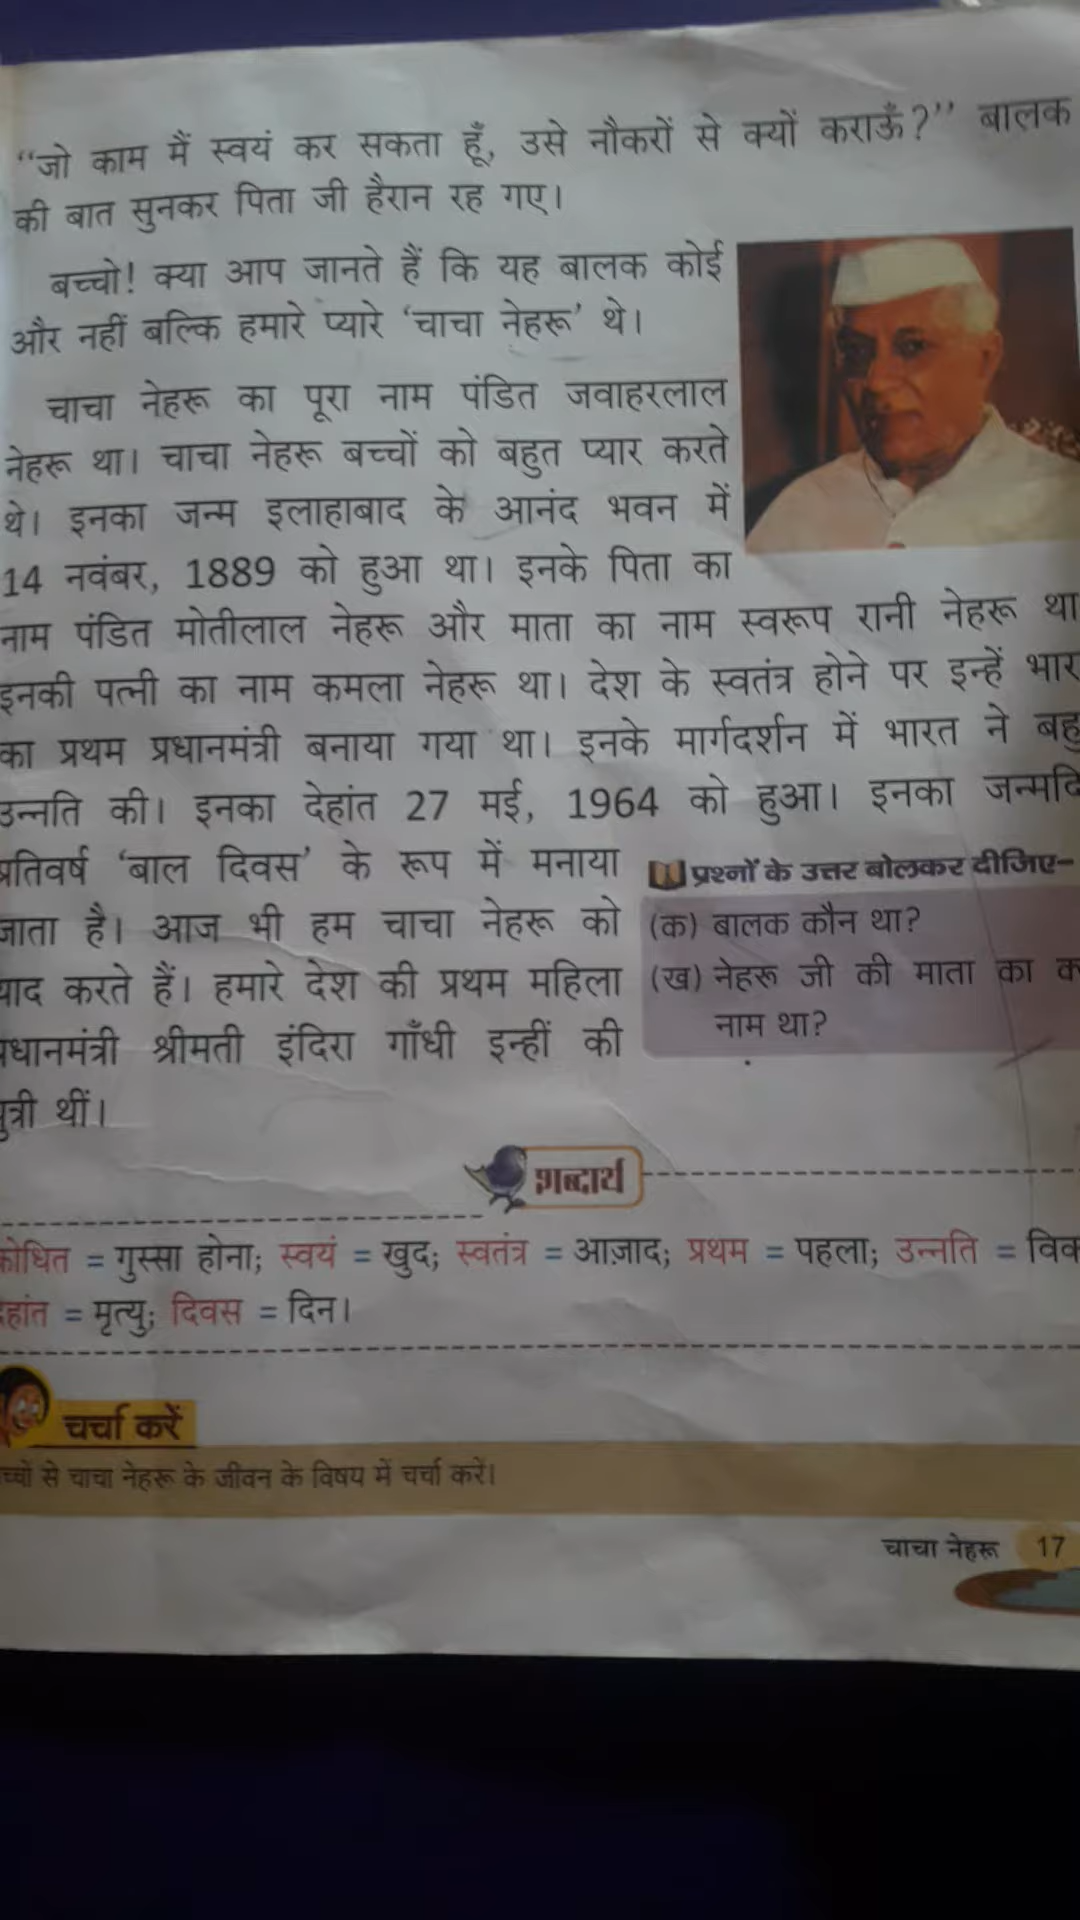 “जो काम मैं स्वयं कर सकता हूँ, उसे नौकरों से क्यों कराऊँ?” बालक
की बात सुनकर पिता जी हैरान रह गए।
बच्चो! क्या आप जानते हैं कि यह बालक कोई
और नहीं बल्कि हमारे प्यारे ‘चाचा नेहरू’ थे।
चाचा नेहरू का पूरा नाम पंडित जवाहरलाल
नेहरू था। चाचा नेहरू बच्चों को बहुत प्यार करते
थे। इनका जन्म इलाहाबाद के आनंद भवन में
14 नवंबर, 1889 को हुआ था। इनके पिता का
नाम पंडित मोतीलाल नेहरू और माता का नाम स्वरूप रानी नेहरू था
इनकी पत्नी का नाम कमला नेहरू था। देश के स्वतंत्र होने पर इन्हें भार
का प्रथम प्रधानमंत्री बनाया गया था। इनके मार्गदर्शन में भारत ने बहु
उन्नति की। इनका देहांत 27 मई, 1964 को हुआ। इनका जन्मदि
प्रतिवर्ष ‘बाल दिवस’ के रूप में मनाया
जाता है। आज भी हम चाचा नेहरू को
याद करते हैं। हमारे देश की प्रथम महिला
प्रधानमंत्री श्रीमती इंदिरा गाँधी इन्हीं की
पुत्री थीं।
प्रश्नों के उत्तर बोलकर दीजिए–
(क) बालक कौन था?
(ख) नेहरू जी की माता का क
नाम था?
शब्दार्थ
क्रोधित = गुस्सा होना; स्वयं = खुद; स्वतंत्र = आज़ाद; प्रथम = पहला; उन्नति = विक
देहांत = मृत्यु; दिवस = दिन।
चर्चा करें
च्चों से चाचा नेहरू के जीवन के विषय में चर्चा करें।
चाचा नेहरू 17